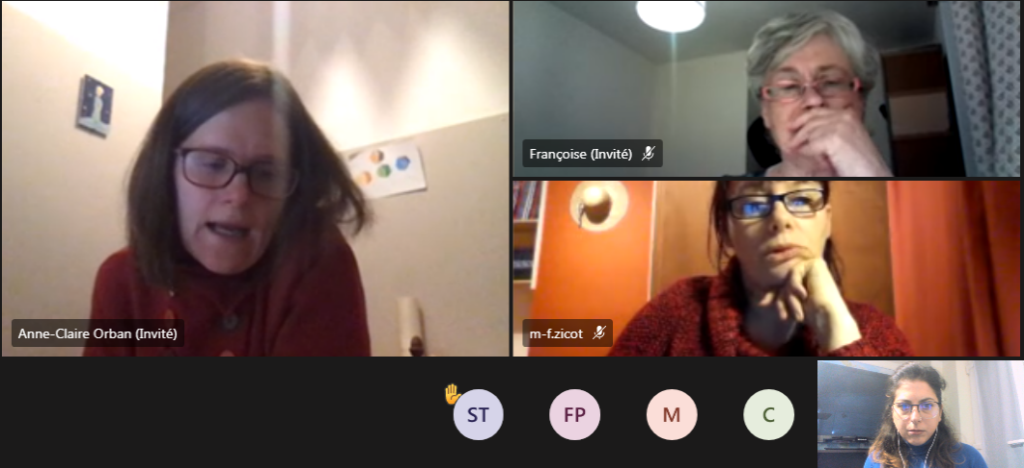 Françoise (Invité)
Anne-Claire Orban (Invité)
m-f.zicot
ST
FP
M
C